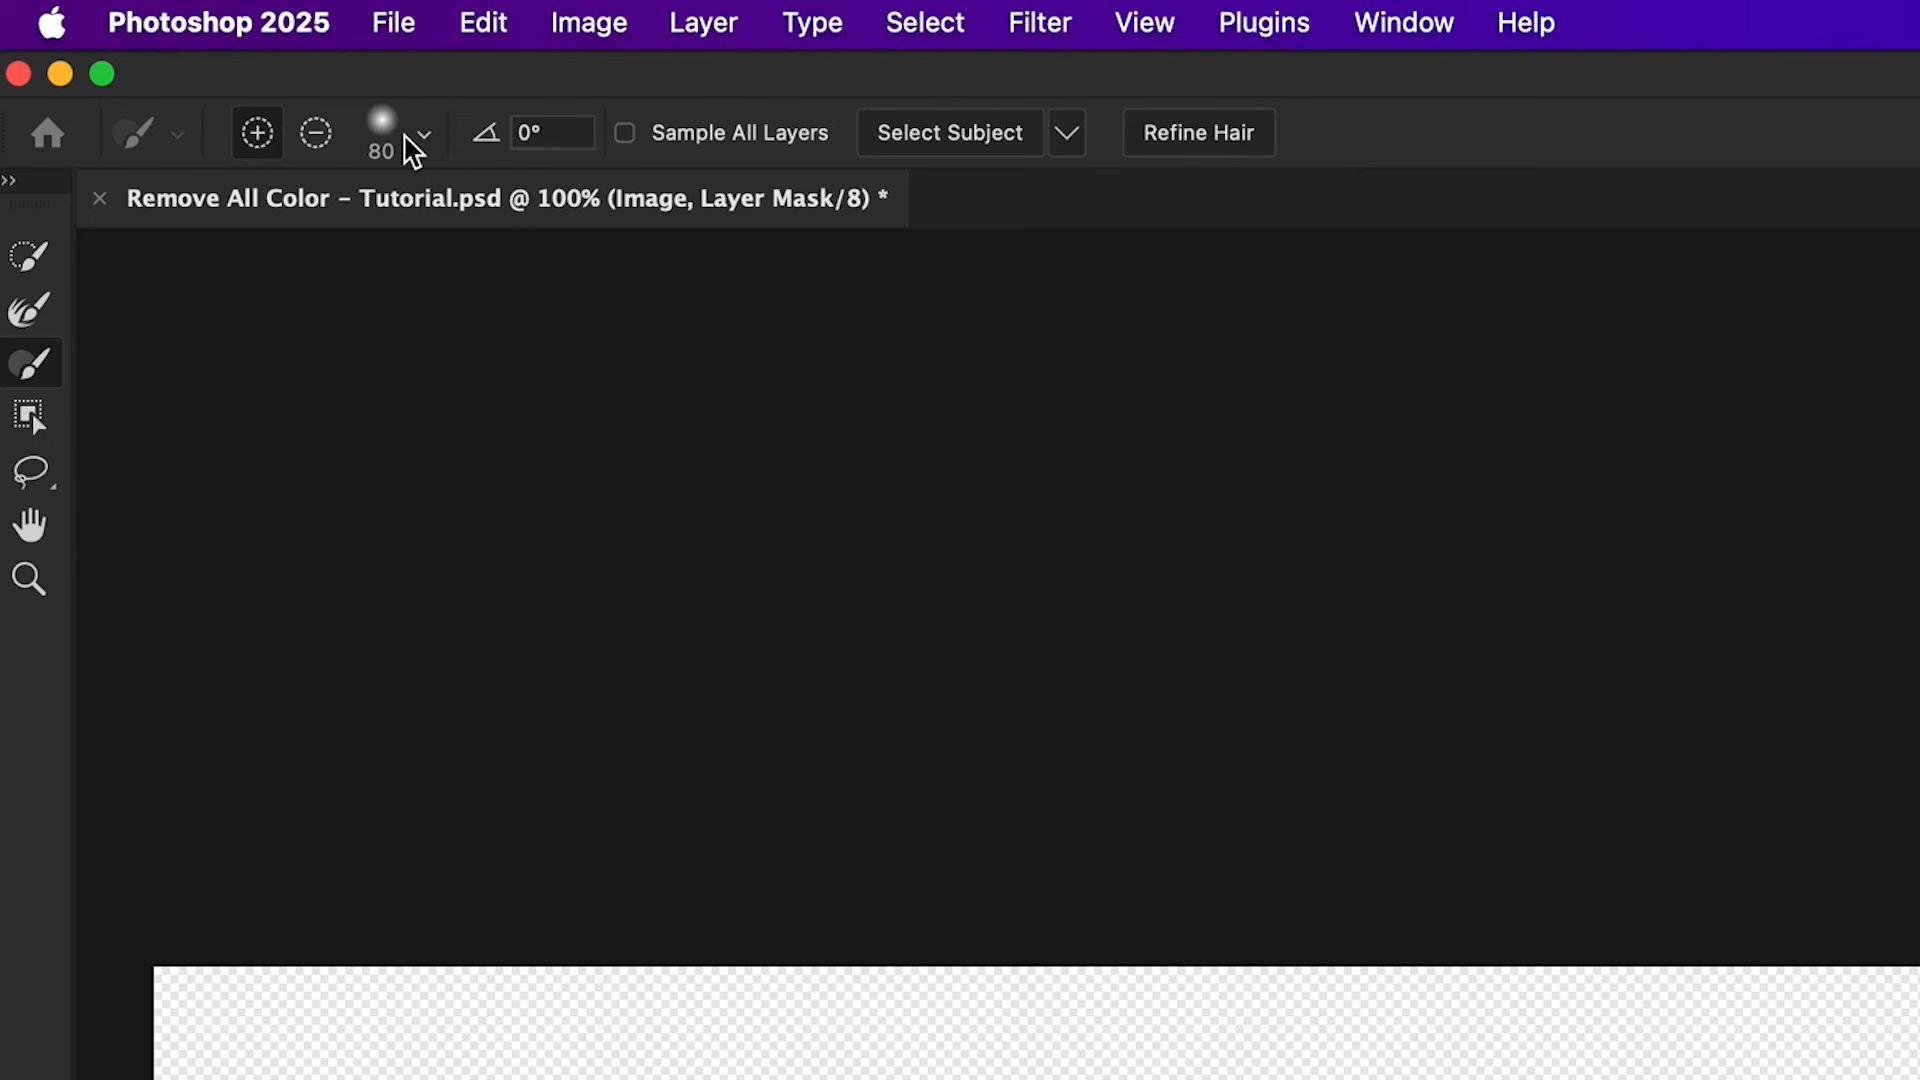 Photoshop 2025 File Edit Image Layer Type Select Filter View Plugins Window Help
80 0° Sample All Layers Select Subject Refine Hair
Remove All Color – Tutorial.psd @ 100% (Image, Layer Mask/8) *